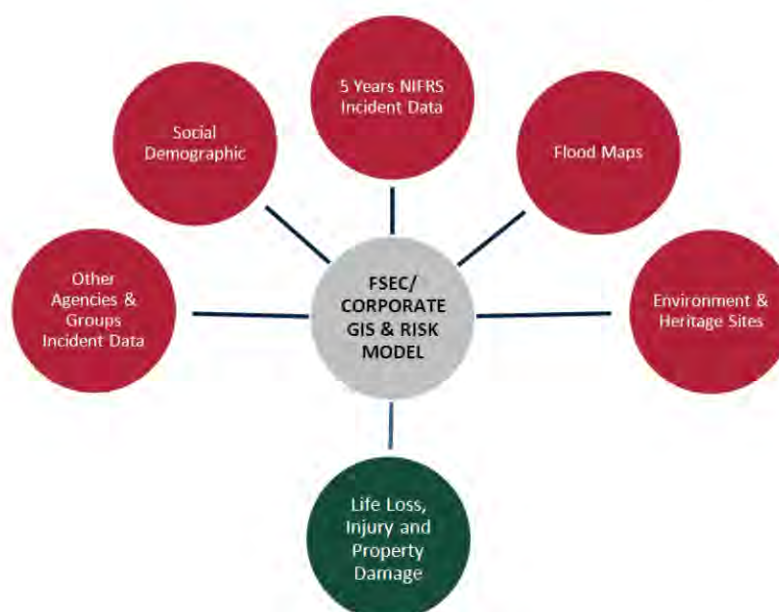 5 Years NIFRS
Incident Data
Social
Demographic
Flood Maps
Other
Agencies &
Groups
Incident Data
FSEC/
CORPORATE
GIS & RISK
MODEL
Environment &
Heritage Sites
Life Loss,
Injury and
Property
Damage